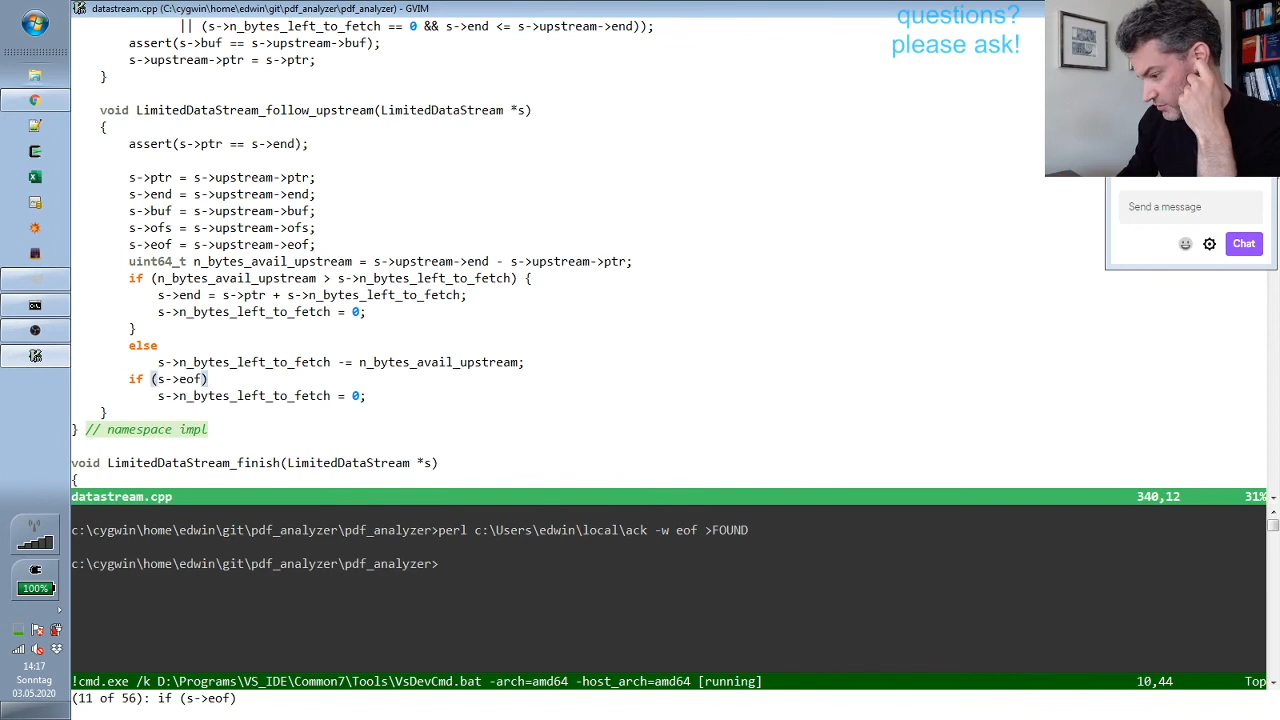 datastream.cpp (C:\cygwin\home\edwin\git\pdf_analyzer\pdf_analyzer) - GVIM
|| (s->n_bytes_left_to_fetch == 0 && s->end <= s->upstream->end));
assert(s->buf == s->upstream->buf);
s->upstream->ptr = s->ptr;
}
void LimitedDataStream_follow_upstream(LimitedDataStream *s)
{
assert(s->ptr == s->end);
s->ptr = s->upstream->ptr;
s->end = s->upstream->end;
s->buf = s->upstream->buf;
s->ofs = s->upstream->ofs;
s->eof = s->upstream->eof;
uint64_t n_bytes_avail_upstream = s->upstream->end - s->upstream->ptr;
if (n_bytes_avail_upstream > s->n_bytes_left_to_fetch) {
s->end = s->ptr + s->n_bytes_left_to_fetch;
s->n_bytes_left_to_fetch = 0;
}
else
s->n_bytes_left_to_fetch -= n_bytes_avail_upstream;
if (s->eof)
s->n_bytes_left_to_fetch = 0;
}
} // namespace impl
void LimitedDataStream_finish(LimitedDataStream *s)
{
datastream.cpp 340,12 31%
c:\cygwin\home\edwin\git\pdf_analyzer\pdf_analyzer>perl c:\Users\edwin\local\ack -w eof >FOUND
c:\cygwin\home\edwin\git\pdf_analyzer\pdf_analyzer>
!cmd.exe /k D:\Programs\VS_IDE\Common7\Tools\VsDevCmd.bat -arch=amd64 -host_arch=amd64 [running] 10,44 Top
(11 of 56): if (s->eof)
questions?
please ask!
Send a message
Chat
100%
14:17
Sonntag
03.05.2020